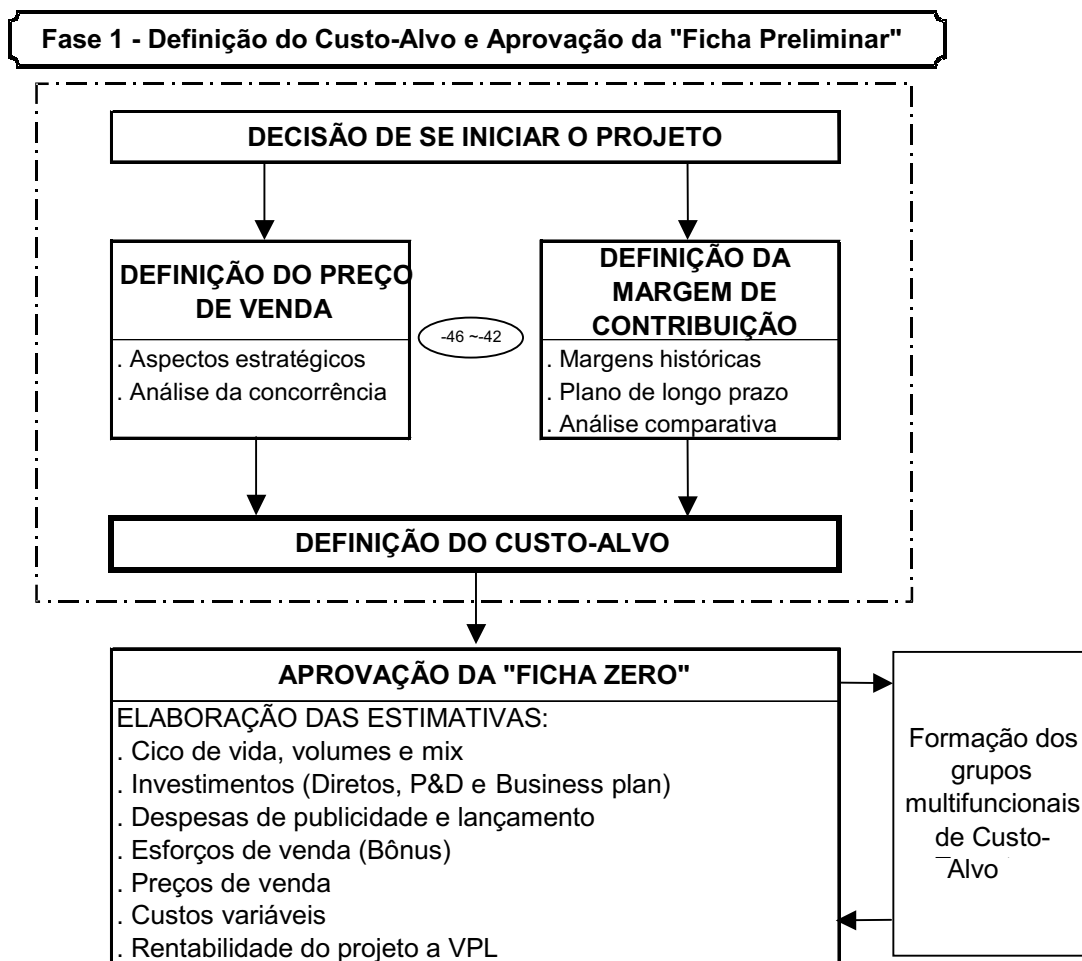 Fase 1 - Definição do Custo-Alvo e Aprovação da "Ficha Preliminar"
DECISÃO DE SE INICIAR O PROJETO
DEFINIÇÃO DO PREÇO
DE VENDA
. Aspectos estratégicos
. Análise da concorrência
-46 ~-42
DEFINIÇÃO DA
MARGEM DE
CONTRIBUIÇÃO
. Margens históricas
. Plano de longo prazo
. Análise comparativa
DEFINIÇÃO DO CUSTO-ALVO
APROVAÇÃO DA "FICHA ZERO"
ELABORAÇÃO DAS ESTIMATIVAS:
. Cico de vida, volumes e mix
. Investimentos (Diretos, P&D e Business plan)
. Despesas de publicidade e lançamento
. Esforços de venda (Bônus)
. Preços de venda
. Custos variáveis
. Rentabilidade do projeto a VPL
Formação dos
grupos
multifuncionais
de Custo-
Alvo